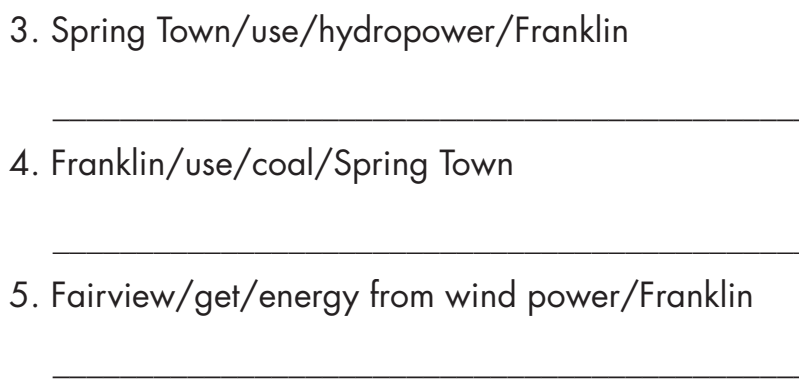 3. Spring Town/use/hydropower/Franklin
4. Franklin/use/coal/Spring Town
5. Fairview/get/energy from wind power/Franklin